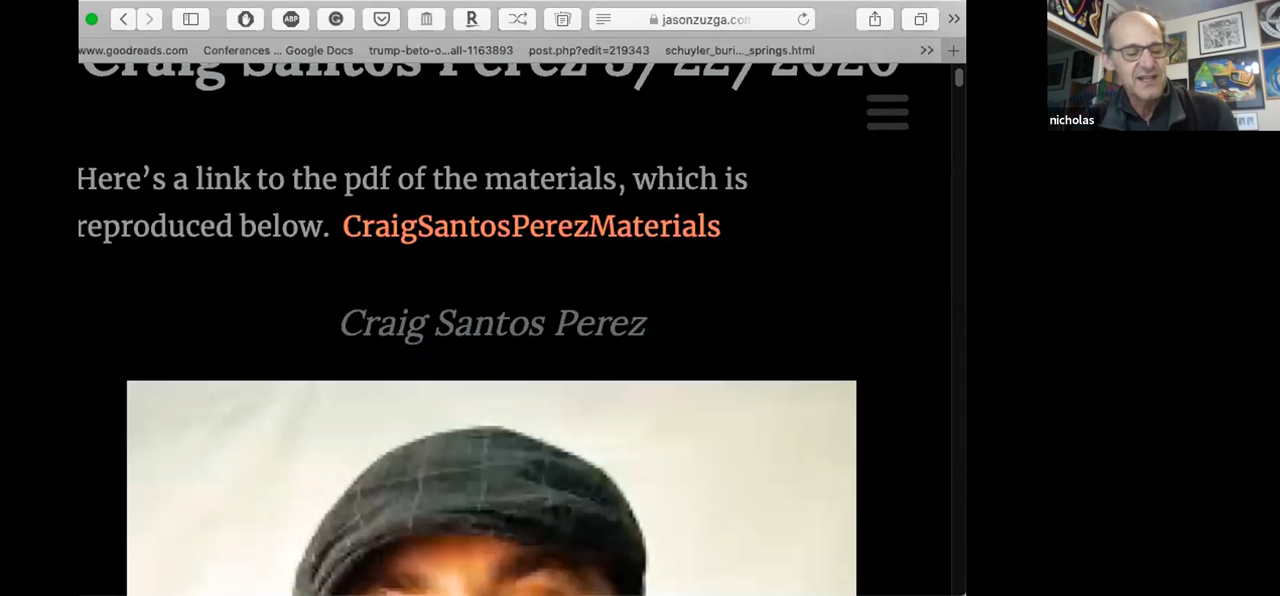 jasonzuzga.com
www.goodreads.com Conferences ... Google Docs trump-beto-o...all-1163893 post.php?edit=219343 schuyler_buri..._springs.html
Craig Santos Perez 3/22/2020
nicholas
Here’s a link to the pdf of the materials, which is
reproduced below. CraigSantosPerezMaterials
Craig Santos Perez